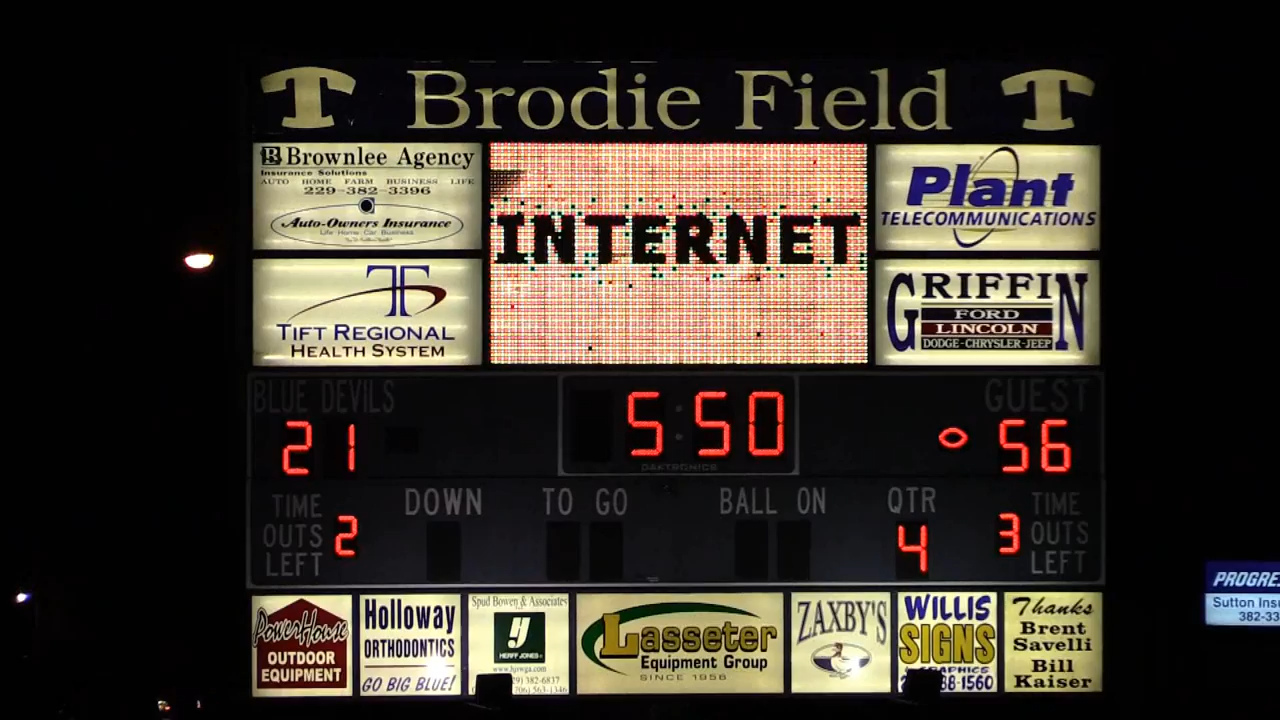 T Brodie Field T
B Brownlee Agency
Insurance Solutions
AUTO HOME FARM BUSINESS LIFE
229-382-3396
Auto-Owners Insurance
Life Home Car Business
INTERNET
Plant
TELECOMMUNICATIONS
T
TIFT REGIONAL
HEALTH SYSTEM
GRIFFIN
FORD
LINCOLN
DODGE-CHRYSLER-JEEP
BLUE DEVILS
21
5:50
DAKTRONICS
GUEST
56
TIME OUTS LEFT
2
DOWN
TO GO
BALL ON
QTR
4
3
TIME OUTS LEFT
PowerHouse
OUTDOOR
EQUIPMENT
Holloway
ORTHODONTICS
GO BIG BLUE!
Spud Bowen & Associates
HERFF JONES
Lasseter
Equipment Group
SINCE 1956
ZAXBY'S
WILLIS
SIGNS
88-1560
Thanks
Brent
Savelli
Bill
Kaiser
PROGRE
Sutton Ins
382-33